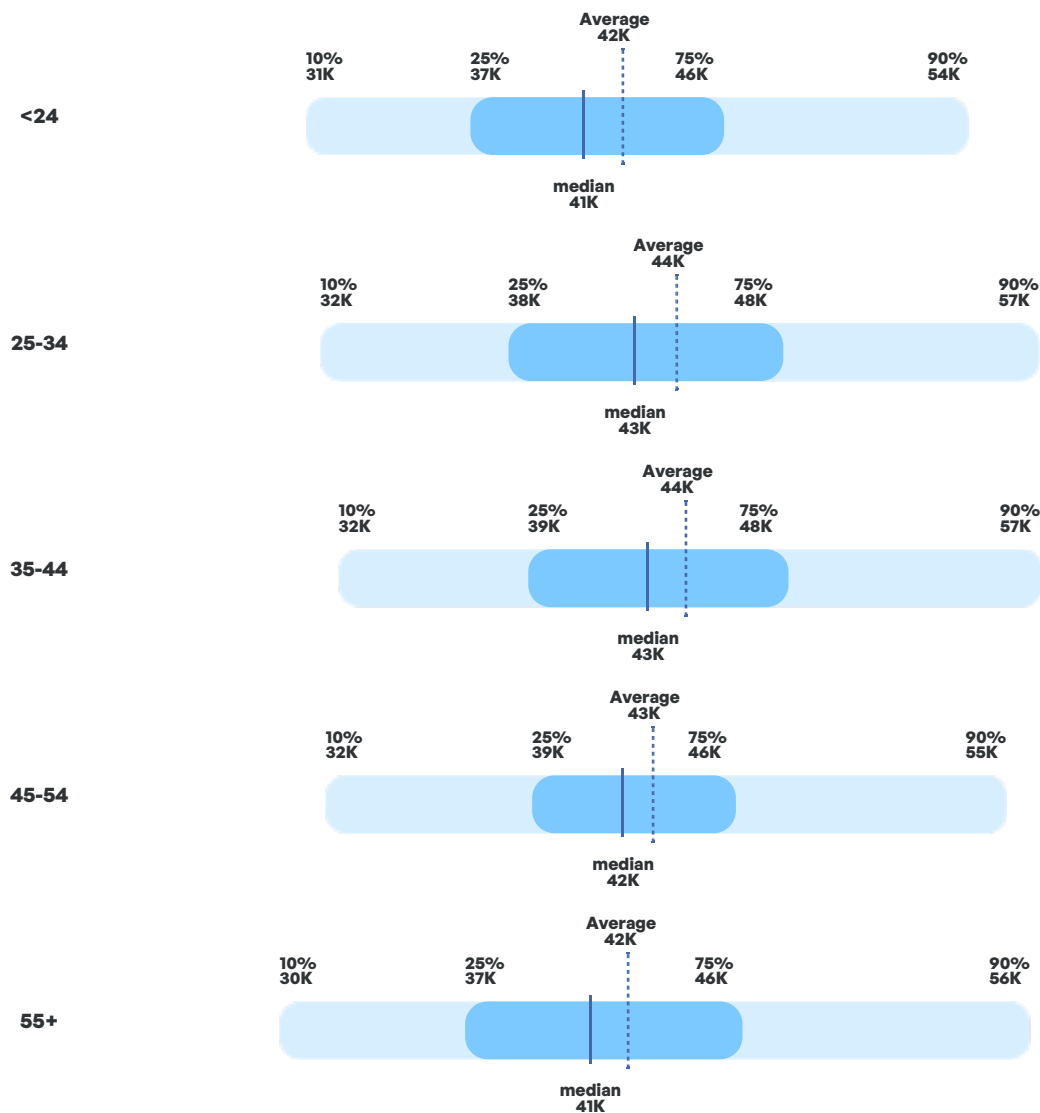 Average
42K
10%
31K
25%
37K
75%
46K
90%
54K
<24
median
41K
Average
44K
10%
32K
25%
38K
75%
48K
90%
57K
25-34
median
43K
Average
44K
10%
32K
25%
39K
75%
48K
90%
57K
35-44
median
43K
Average
43K
10%
32K
25%
39K
75%
46K
90%
55K
45-54
median
42K
Average
42K
10%
30K
25%
37K
75%
46K
90%
56K
55+
median
41K